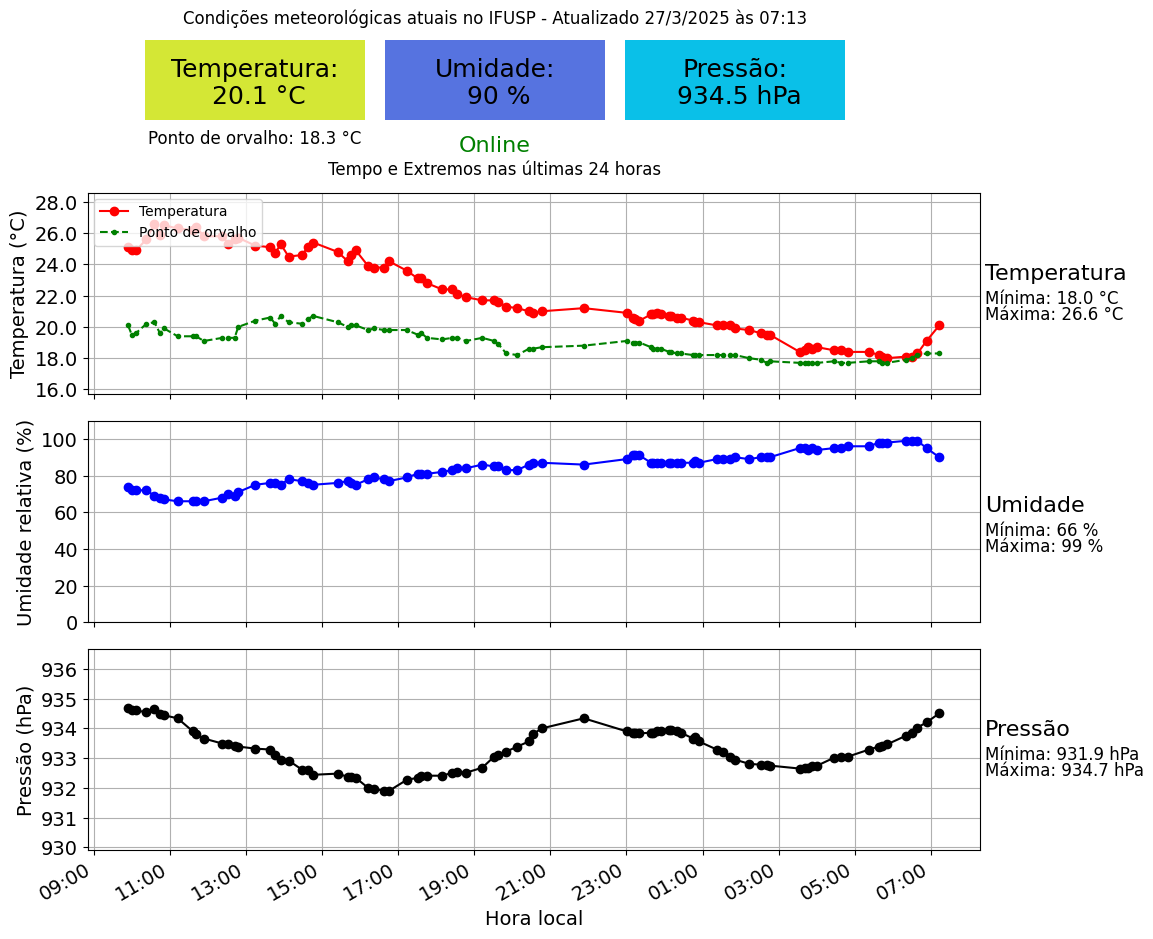 Condições meteorológicas atuais no IFUSP - Atualizado 27/3/2025 às 07:13
Temperatura:
20.1 °C
Umidade:
90 %
Pressão:
934.5 hPa
Ponto de orvalho: 18.3 °C
Online
Tempo e Extremos nas últimas 24 horas
Temperatura (°C)
28.0
26.0
24.0
22.0
20.0
18.0
16.0
Temperatura
Ponto de orvalho
Temperatura
Mínima: 18.0 °C
Máxima: 26.6 °C
Umidade relativa (%)
100
80
60
40
20
0
Umidade
Mínima: 66 %
Máxima: 99 %
Pressão (hPa)
936
935
934
933
932
931
930
Pressão
Mínima: 931.9 hPa
Máxima: 934.7 hPa
09:00
11:00
13:00
15:00
17:00
19:00
21:00
23:00
01:00
03:00
05:00
07:00
Hora local